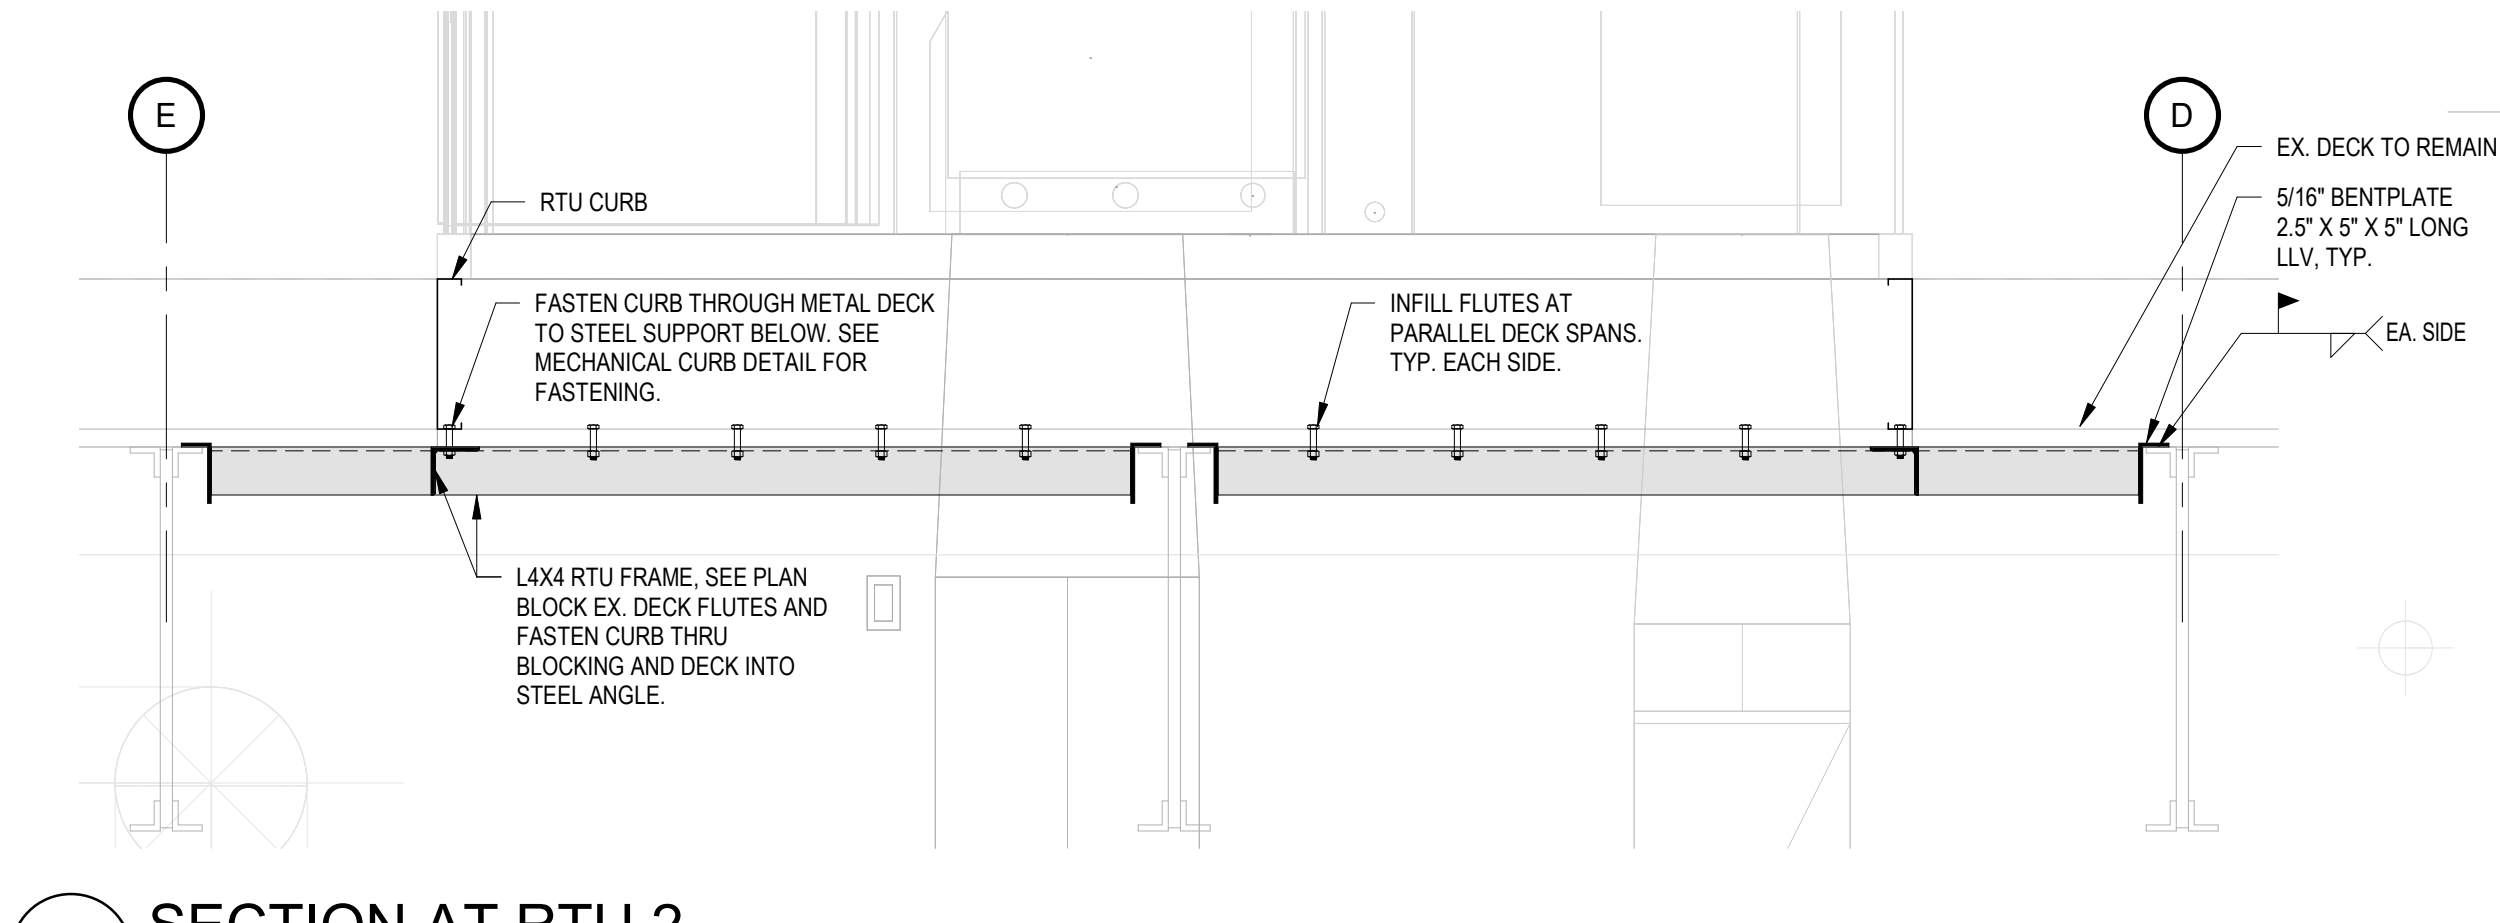 E
D
EX. DECK TO REMAIN
5/16" BENTPLATE
2.5" X 5" X 5" LONG
LLV, TYP.
RTU CURB
FASTEN CURB THROUGH METAL DECK
TO STEEL SUPPORT BELOW. SEE
MECHANICAL CURB DETAIL FOR
FASTENING.
INFILL FLUTES AT
PARALLEL DECK SPANS.
TYP. EACH SIDE.
EA. SIDE
L4X4 RTU FRAME, SEE PLAN
BLOCK EX. DECK FLUTES AND
FASTEN CURB THRU
BLOCKING AND DECK INTO
STEEL ANGLE.
SECTION AT RTU 2